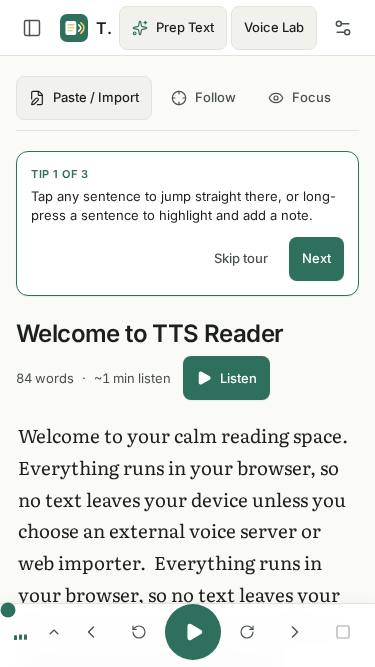 T.
Prep Text
Voice Lab
Paste / Import
Follow
Focus
TIP 1 OF 3
Tap any sentence to jump straight there, or long-
press a sentence to highlight and add a note.
Skip tour
Next
Welcome to TTS Reader
84 words · ~1 min listen
Listen
Welcome to your calm reading space.
Everything runs in your browser, so
no text leaves your device unless you
choose an external voice server or
web importer. Everything runs in
your browser, so no text leaves your